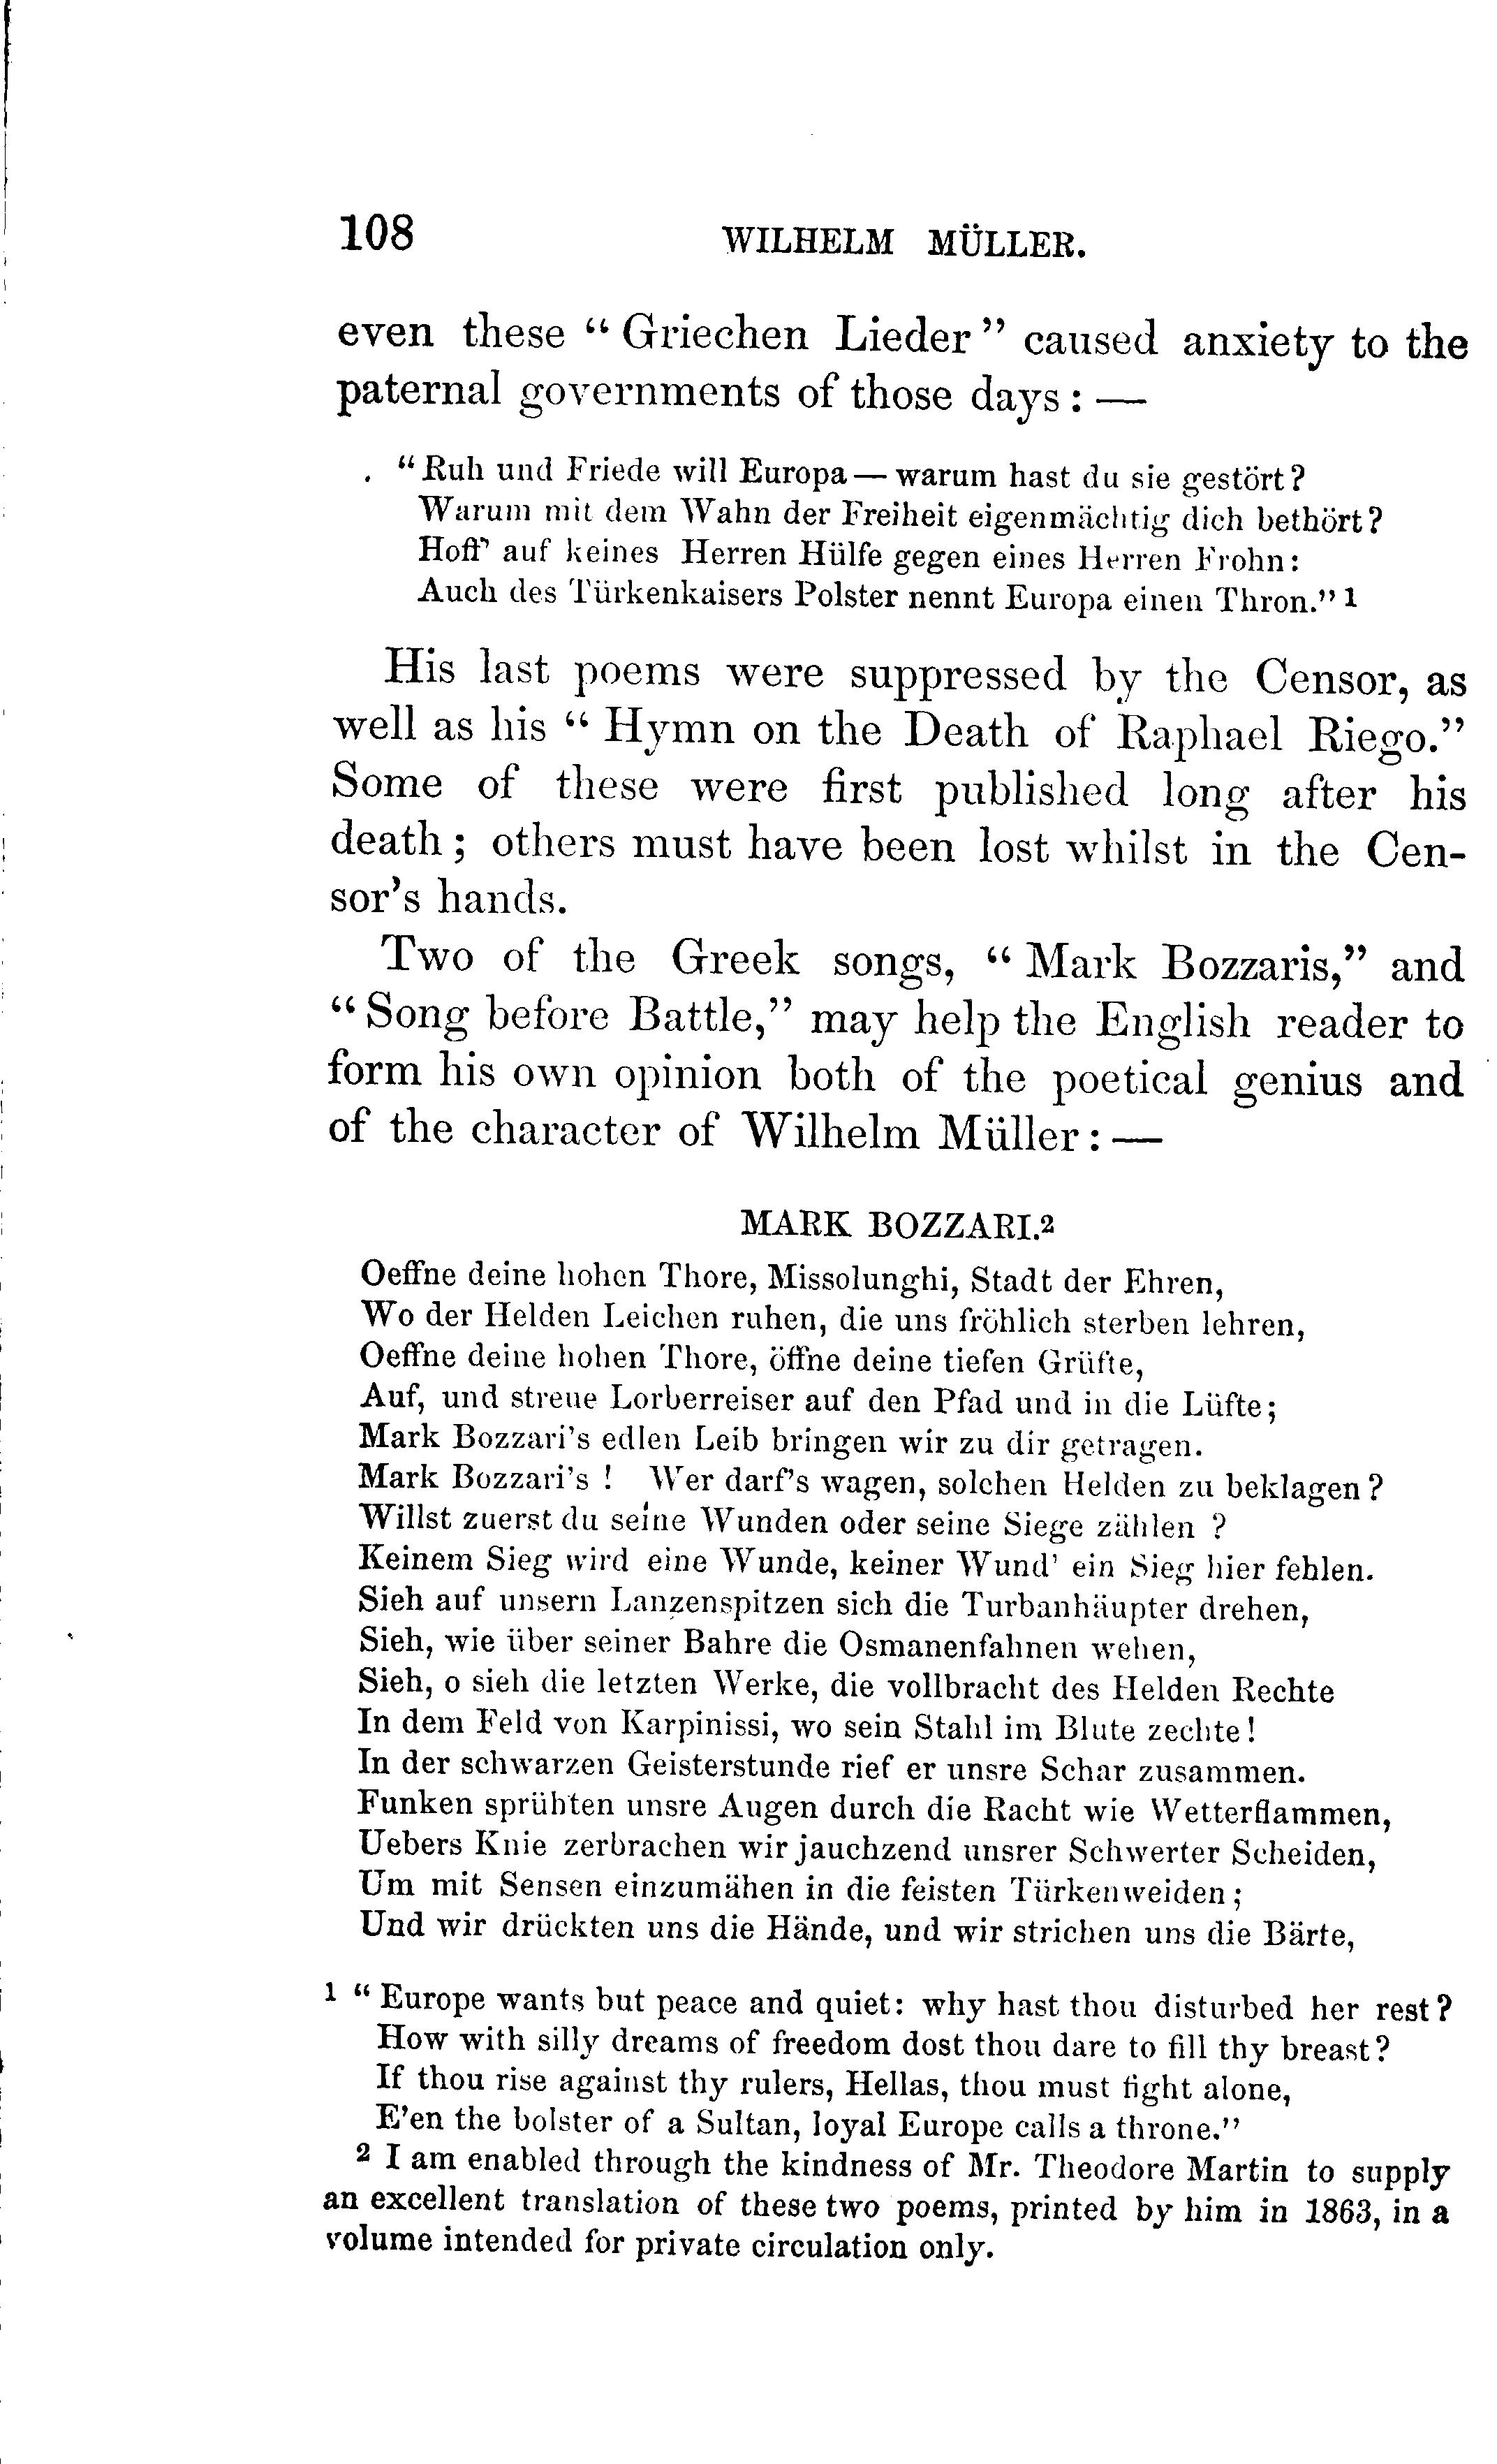 108 WILHELM MÜLLER.
even these “ Griechen Lieder ” caused anxiety to the
paternal governments of those days : —
“ Ruh und Friede will Europa — warum hast du sie gestört?
Warum mit dem Wahn der Freiheit eigenmächtig dich bethört?
Hoff’ auf keines Herren Hülfe gegen eines Herren Frohn:
Auch des Türkenkaisers Polster nennt Europa einen Thron.” 1
His last poems were suppressed by the Censor, as
well as his “ Hymn on the Death of Raphael Riego.”
Some of these were first published long after his
death ; others must have been lost whilst in the Cen-
sor’s hands.
Two of the Greek songs, “ Mark Bozzaris,” and
“ Song before Battle,” may help the English reader to
form his own opinion both of the poetical genius and
of the character of Wilhelm Müller : —
MARK BOZZARI.2
Oeffne deine hohen Thore, Missolunghi, Stadt der Ehren,
Wo der Helden Leichen ruhen, die uns fröhlich sterben lehren,
Oeffne deine hohen Thore, öffne deine tiefen Grüfte,
Auf, und streue Lorberreiser auf den Pfad und in die Lüfte;
Mark Bozzari’s edlen Leib bringen wir zu dir getragen.
Mark Bozzari’s ! Wer darf’s wagen, solchen Helden zu beklagen?
Willst zuerst du seine Wunden oder seine Siege zählen ?
Keinem Sieg wird eine Wunde, keiner Wund’ ein Sieg hier fehlen.
Sieh auf unsern Lanzenspitzen sich die Turbanhäupter drehen,
Sieh, wie über seiner Bahre die Osmanenfahnen wehen,
Sieh, o sieh die letzten Werke, die vollbracht des Helden Rechte
In dem Feld von Karpinissi, wo sein Stahl im Blute zechte!
In der schwarzen Geisterstunde rief er unsre Schar zusammen.
Funken sprühten unsre Augen durch die Racht wie Wetterflammen,
Uebers Knie zerbrachen wir jauchzend unsrer Schwerter Scheiden,
Um mit Sensen einzumähen in die feisten Türkenweiden;
Und wir drückten uns die Hände, und wir strichen uns die Bärte,
1 “ Europe wants but peace and quiet: why hast thou disturbed her rest?
How with silly dreams of freedom dost thou dare to fill thy breast?
If thou rise against thy rulers, Hellas, thou must fight alone,
E’en the bolster of a Sultan, loyal Europe calls a throne.”
2 I am enabled through the kindness of Mr. Theodore Martin to supply
an excellent translation of these two poems, printed by him in 1863, in a
volume intended for private circulation only.